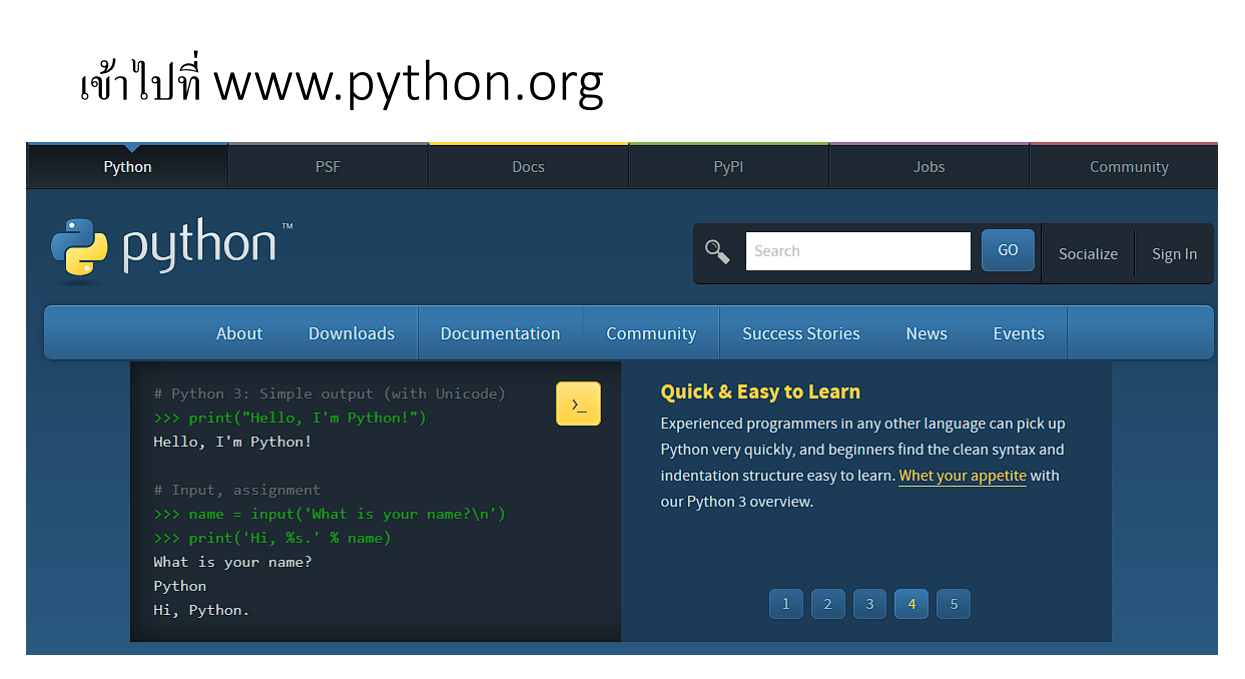 เข้าไปที่ www.python.org
Python PSF Docs PyPI Jobs Community
python™ Search GO Socialize Sign In
About Downloads Documentation Community Success Stories News Events
# Python 3: Simple output (with Unicode)
>>> print("Hello, I'm Python!")
Hello, I'm Python!
# Input, assignment
>>> name = input('What is your name?\n')
>>> print('Hi, %s.' % name)
What is your name?
Python
Hi, Python.
>_
Quick & Easy to Learn
Experienced programmers in any other language can pick up
Python very quickly, and beginners find the clean syntax and
indentation structure easy to learn. Whet your appetite with
our Python 3 overview.
1 2 3 4 5